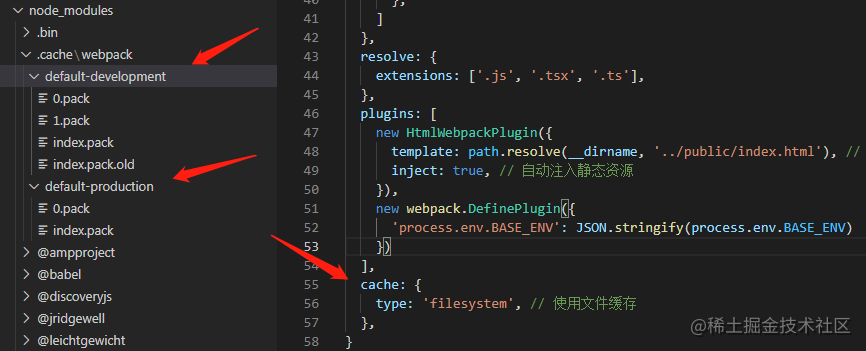 node_modules
.bin
.cache\webpack
default-development
0.pack
1.pack
index.pack
index.pack.old
default-production
0.pack
index.pack
@ampproject
@babel
@discoveryjs
@jridgewell
@leichtgewicht
40 },
41 ]
42 },
43 resolve: {
44 extensions: ['.js', '.tsx', '.ts'],
45 },
46 plugins: [
47 new HtmlWebpackPlugin({
48 template: path.resolve(__dirname, '../public/index.html'), //
49 inject: true, // 自动注入静态资源
50 }),
51 new webpack.DefinePlugin({
52 'process.env.BASE_ENV': JSON.stringify(process.env.BASE_ENV)
53 })
54 ],
55 cache: {
56 type: 'filesystem', // 使用文件缓存
57 },
58 }
@稀土掘金技术社区